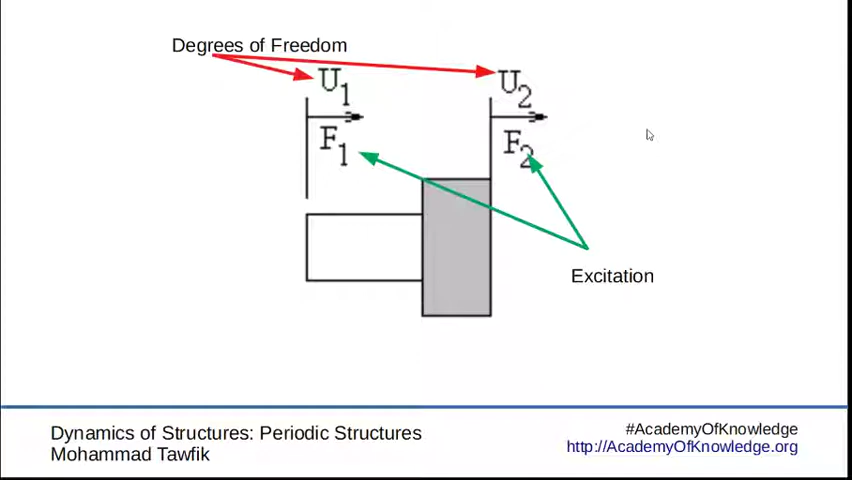 Degrees of Freedom
U1 U2
F1 F2
Excitation
Dynamics of Structures: Periodic Structures
Mohammad Tawfik
#AcademyOfKnowledge
http://AcademyOfKnowledge.org